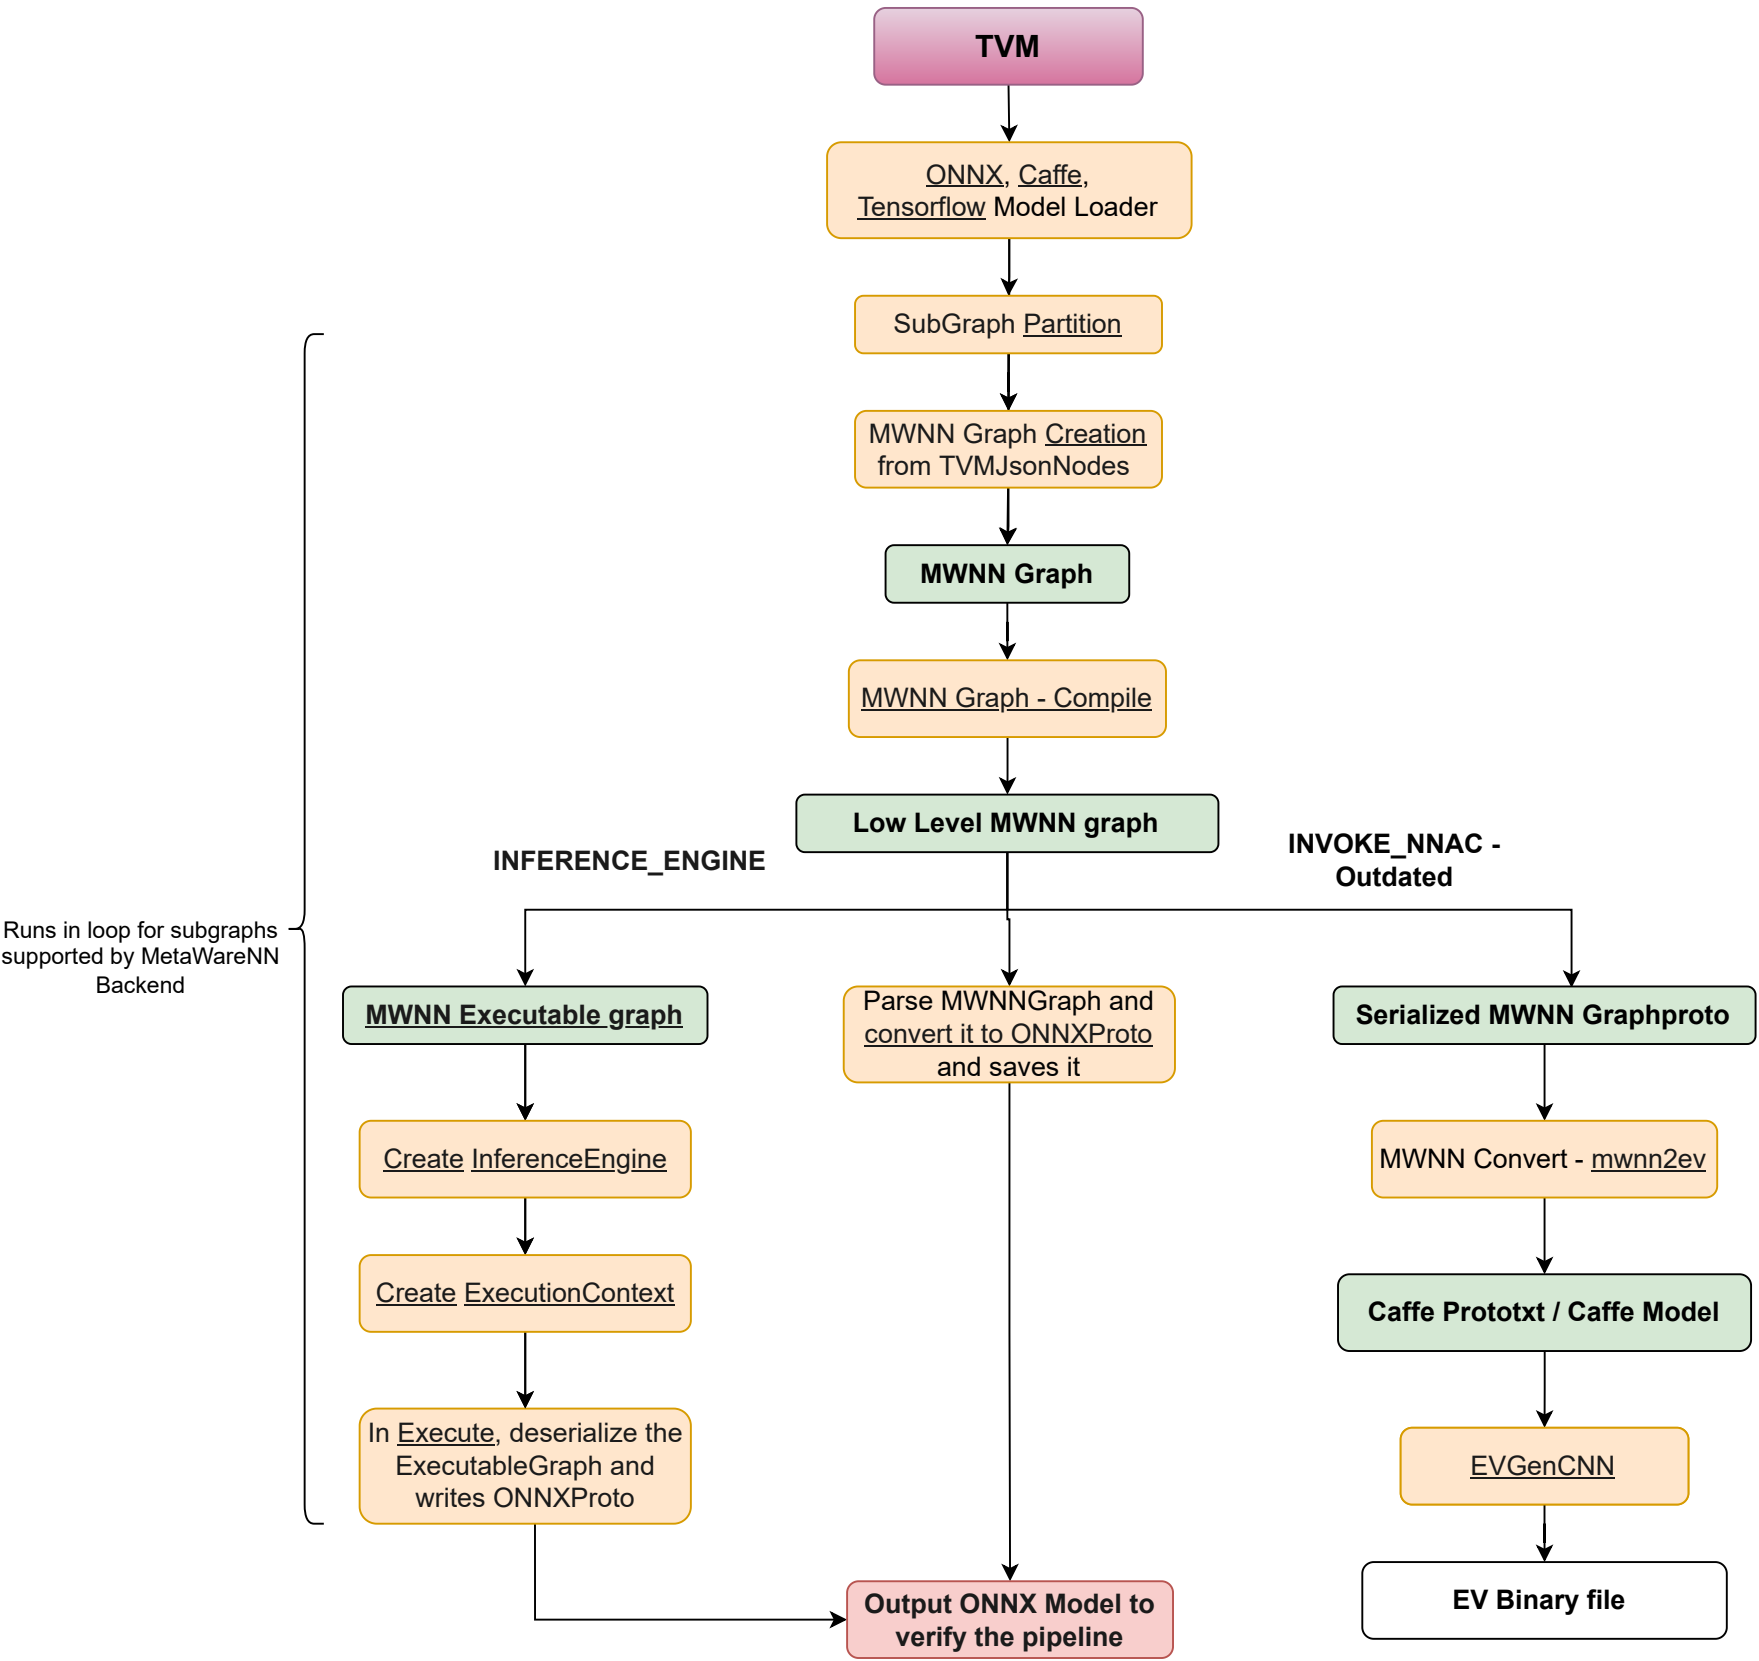 TVM
ONNX, Caffe,
Tensorflow Model Loader
SubGraph Partition
MWNN Graph Creation
from TVMJsonNodes
MWNN Graph
MWNN Graph - Compile
Low Level MWNN graph
INFERENCE_ENGINE
INVOKE_NNAC -
Outdated
Runs in loop for subgraphs
supported by MetaWareNN
Backend
MWNN Executable graph
Create InferenceEngine
Create ExecutionContext
In Execute, deserialize the
ExecutableGraph and
writes ONNXProto
Parse MWNNGraph and
convert it to ONNXProto
and saves it
Output ONNX Model to
verify the pipeline
Serialized MWNN Graphproto
MWNN Convert - mwnn2ev
Caffe Prototxt / Caffe Model
EVGenCNN
EV Binary file